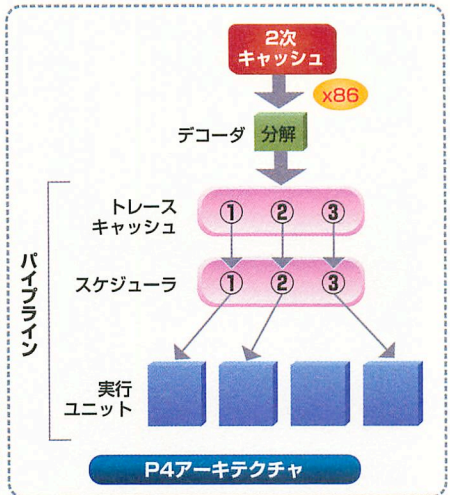 2次
キャッシュ
x86
デコーダ
分解
トレース
キャッシュ
① ② ③
スケジューラ
① ② ③
パイプライン
実行
ユニット
P4アーキテクチャ